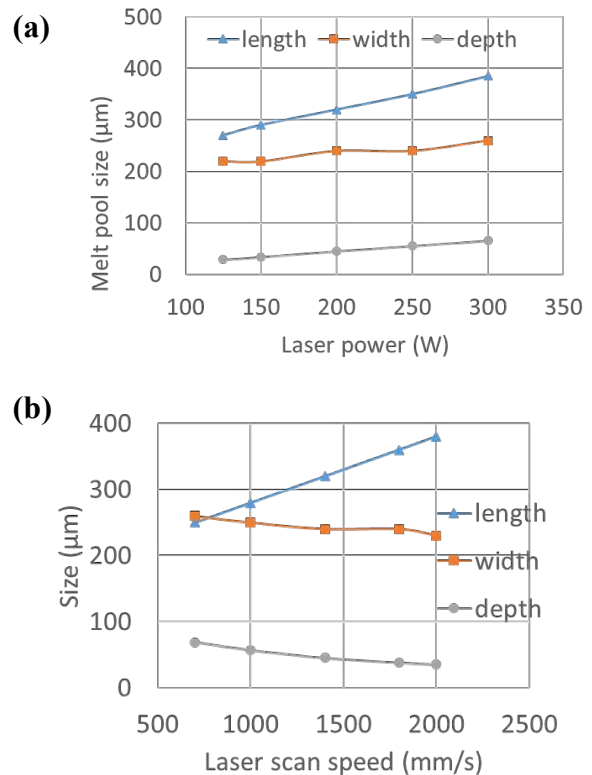 (a)
500
400
300
200
100
0
length width depth
Melt pool size (μm)
100 150 200 250 300 350
Laser power (W)
(b)
400
300
200
100
0
length
width
depth
Size (μm)
500 1000 1500 2000 2500
Laser scan speed (mm/s)